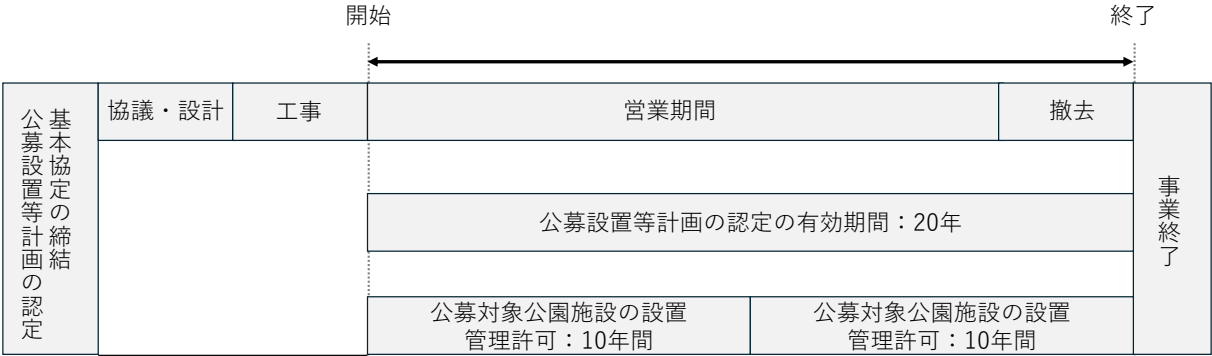 開始
終了
基本協定の締結
公募設置等計画の認定
協議・設計
工事
営業期間
撤去
公募設置等計画の認定の有効期間：20年
公募対象公園施設の設置
管理許可：10年間
公募対象公園施設の設置
管理許可：10年間
事業終了